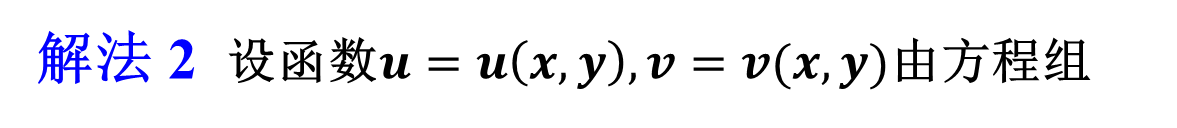 解法 2 设函数u = u(x, y), v = v(x, y)由方程组